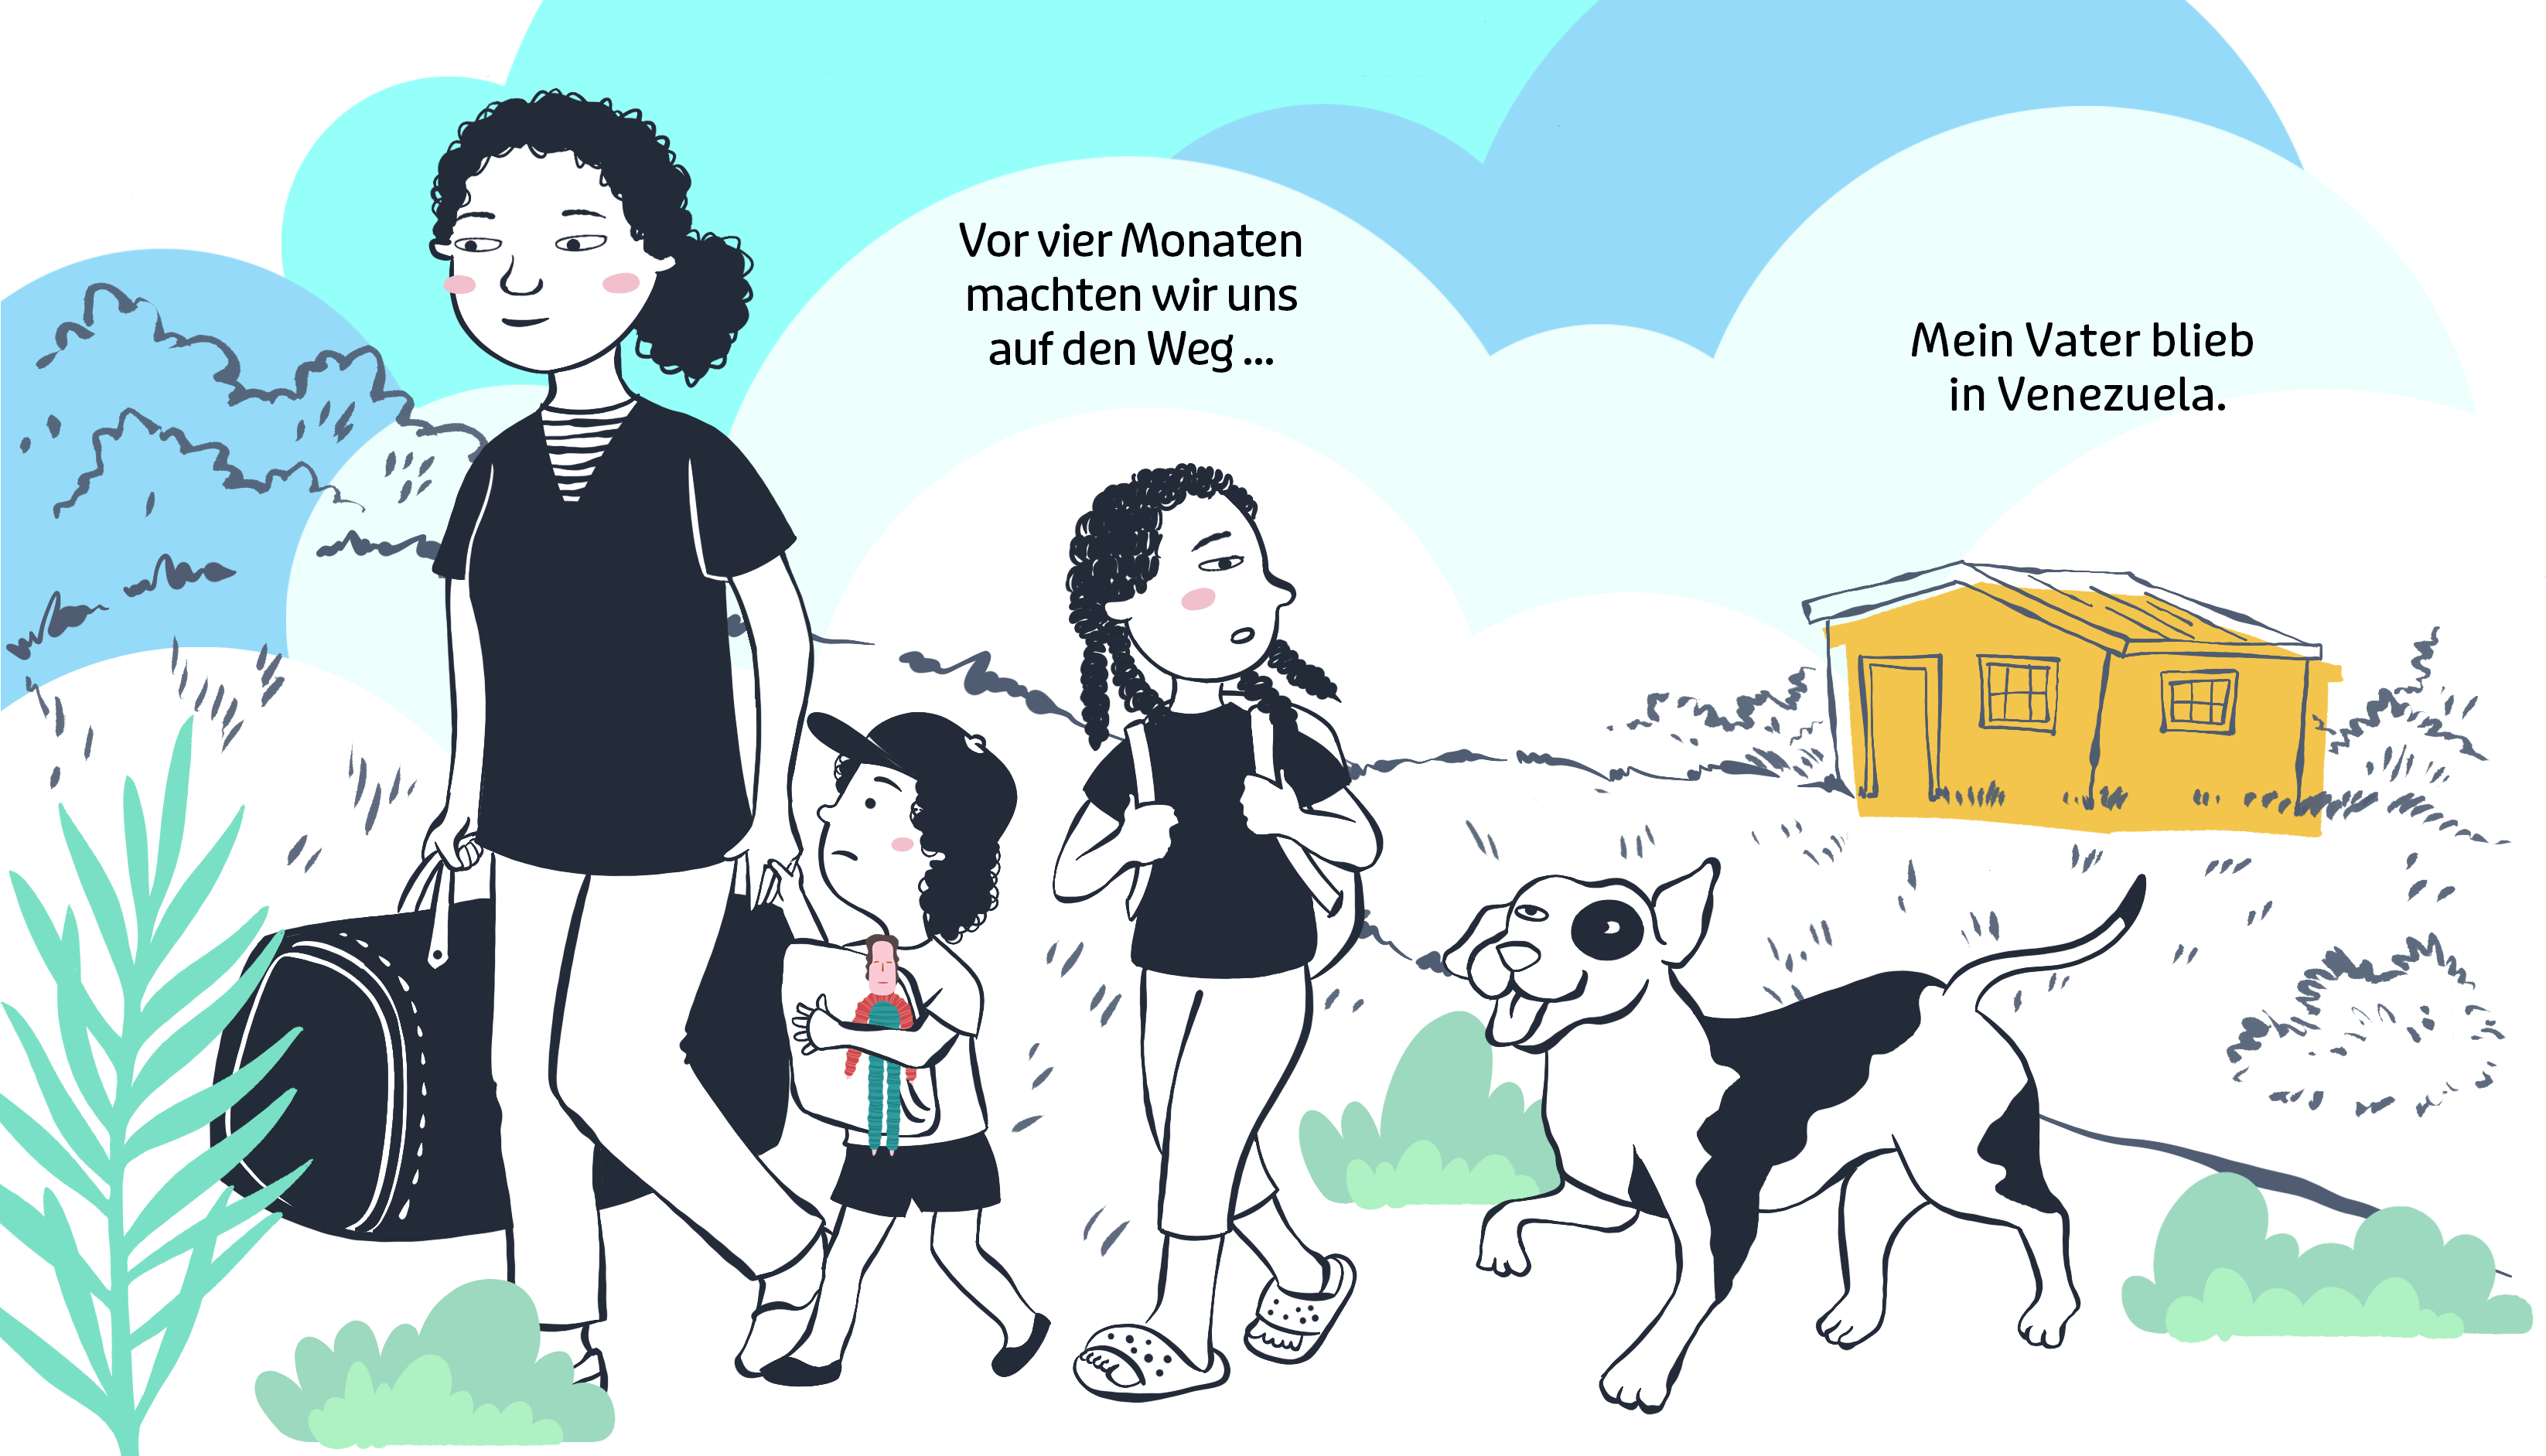 Vor vier Monaten
machten wir uns
auf den Weg ...
Mein Vater blieb
in Venezuela.